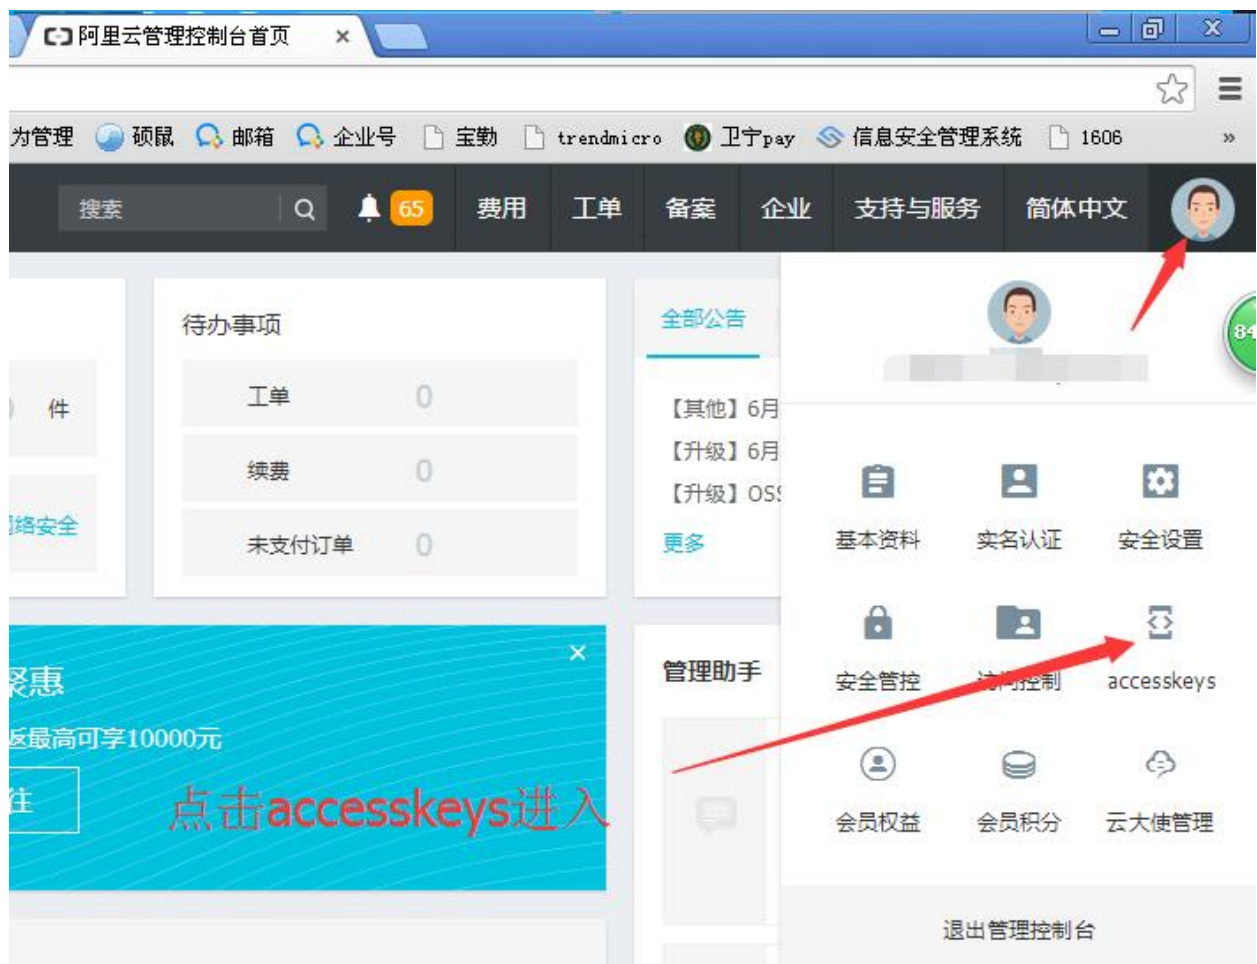 阿里云管理控制台首页
为管理 硕鼠 邮箱 企业号 宝勤 trendmicro 卫宁pay 信息安全管理系统 1606 »
搜索 65 费用 工单 备案 企业 支持与服务 简体中文
待办事项
工单 0
续费 0
未支付订单 0
件
络安全
全部公告
【其他】6月
【升级】6月
【升级】OSS
更多
84
基本资料 实名认证 安全设置
安全管控 访问控制 accesskeys
会员权益 会员积分 云大使管理
退出管理控制台
聚惠
返最高可享10000元
往
点击accesskeys进入
管理助手